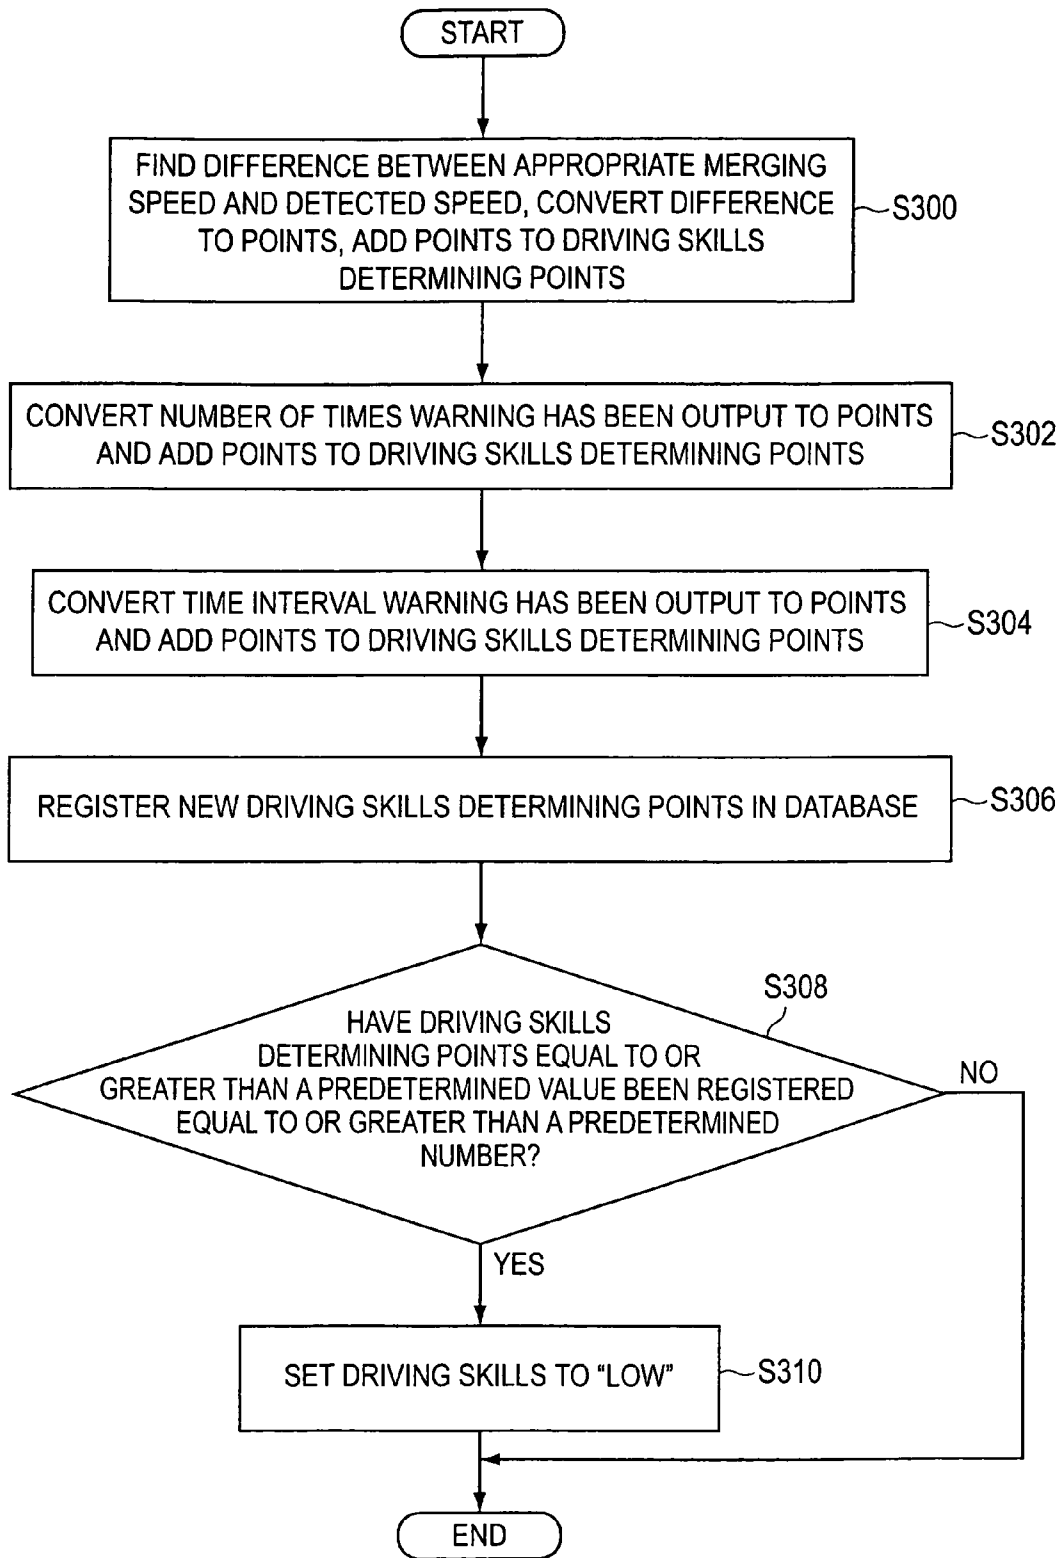 START
FIND DIFFERENCE BETWEEN APPROPRIATE MERGING
SPEED AND DETECTED SPEED, CONVERT DIFFERENCE
TO POINTS, ADD POINTS TO DRIVING SKILLS
DETERMINING POINTS
S300
CONVERT NUMBER OF TIMES WARNING HAS BEEN OUTPUT TO POINTS
AND ADD POINTS TO DRIVING SKILLS DETERMINING POINTS
S302
CONVERT TIME INTERVAL WARNING HAS BEEN OUTPUT TO POINTS
AND ADD POINTS TO DRIVING SKILLS DETERMINING POINTS
S304
REGISTER NEW DRIVING SKILLS DETERMINING POINTS IN DATABASE
S306
S308
HAVE DRIVING SKILLS
DETERMINING POINTS EQUAL TO OR
GREATER THAN A PREDETERMINED VALUE BEEN REGISTERED
EQUAL TO OR GREATER THAN A PREDETERMINED
NUMBER?
NO
YES
SET DRIVING SKILLS TO “LOW”
S310
END